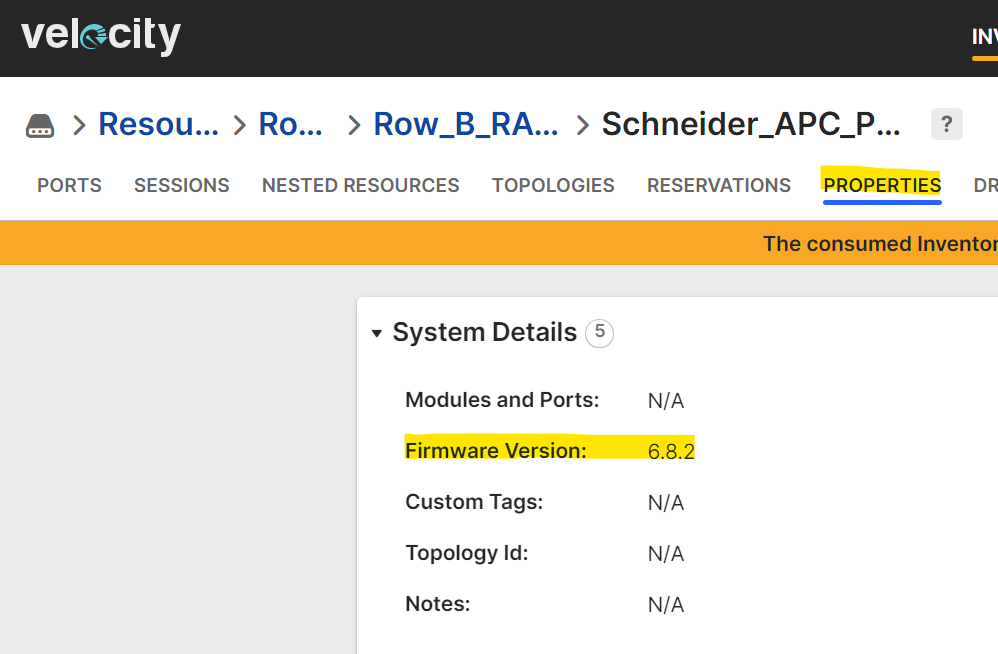 velocity
INV
Resou... Ro... Row_B_RA... Schneider_APC_P... ?
PORTS SESSIONS NESTED RESOURCES TOPOLOGIES RESERVATIONS PROPERTIES DR
The consumed Inventor
System Details 5
Modules and Ports: N/A
Firmware Version: 6.8.2
Custom Tags: N/A
Topology Id: N/A
Notes: N/A